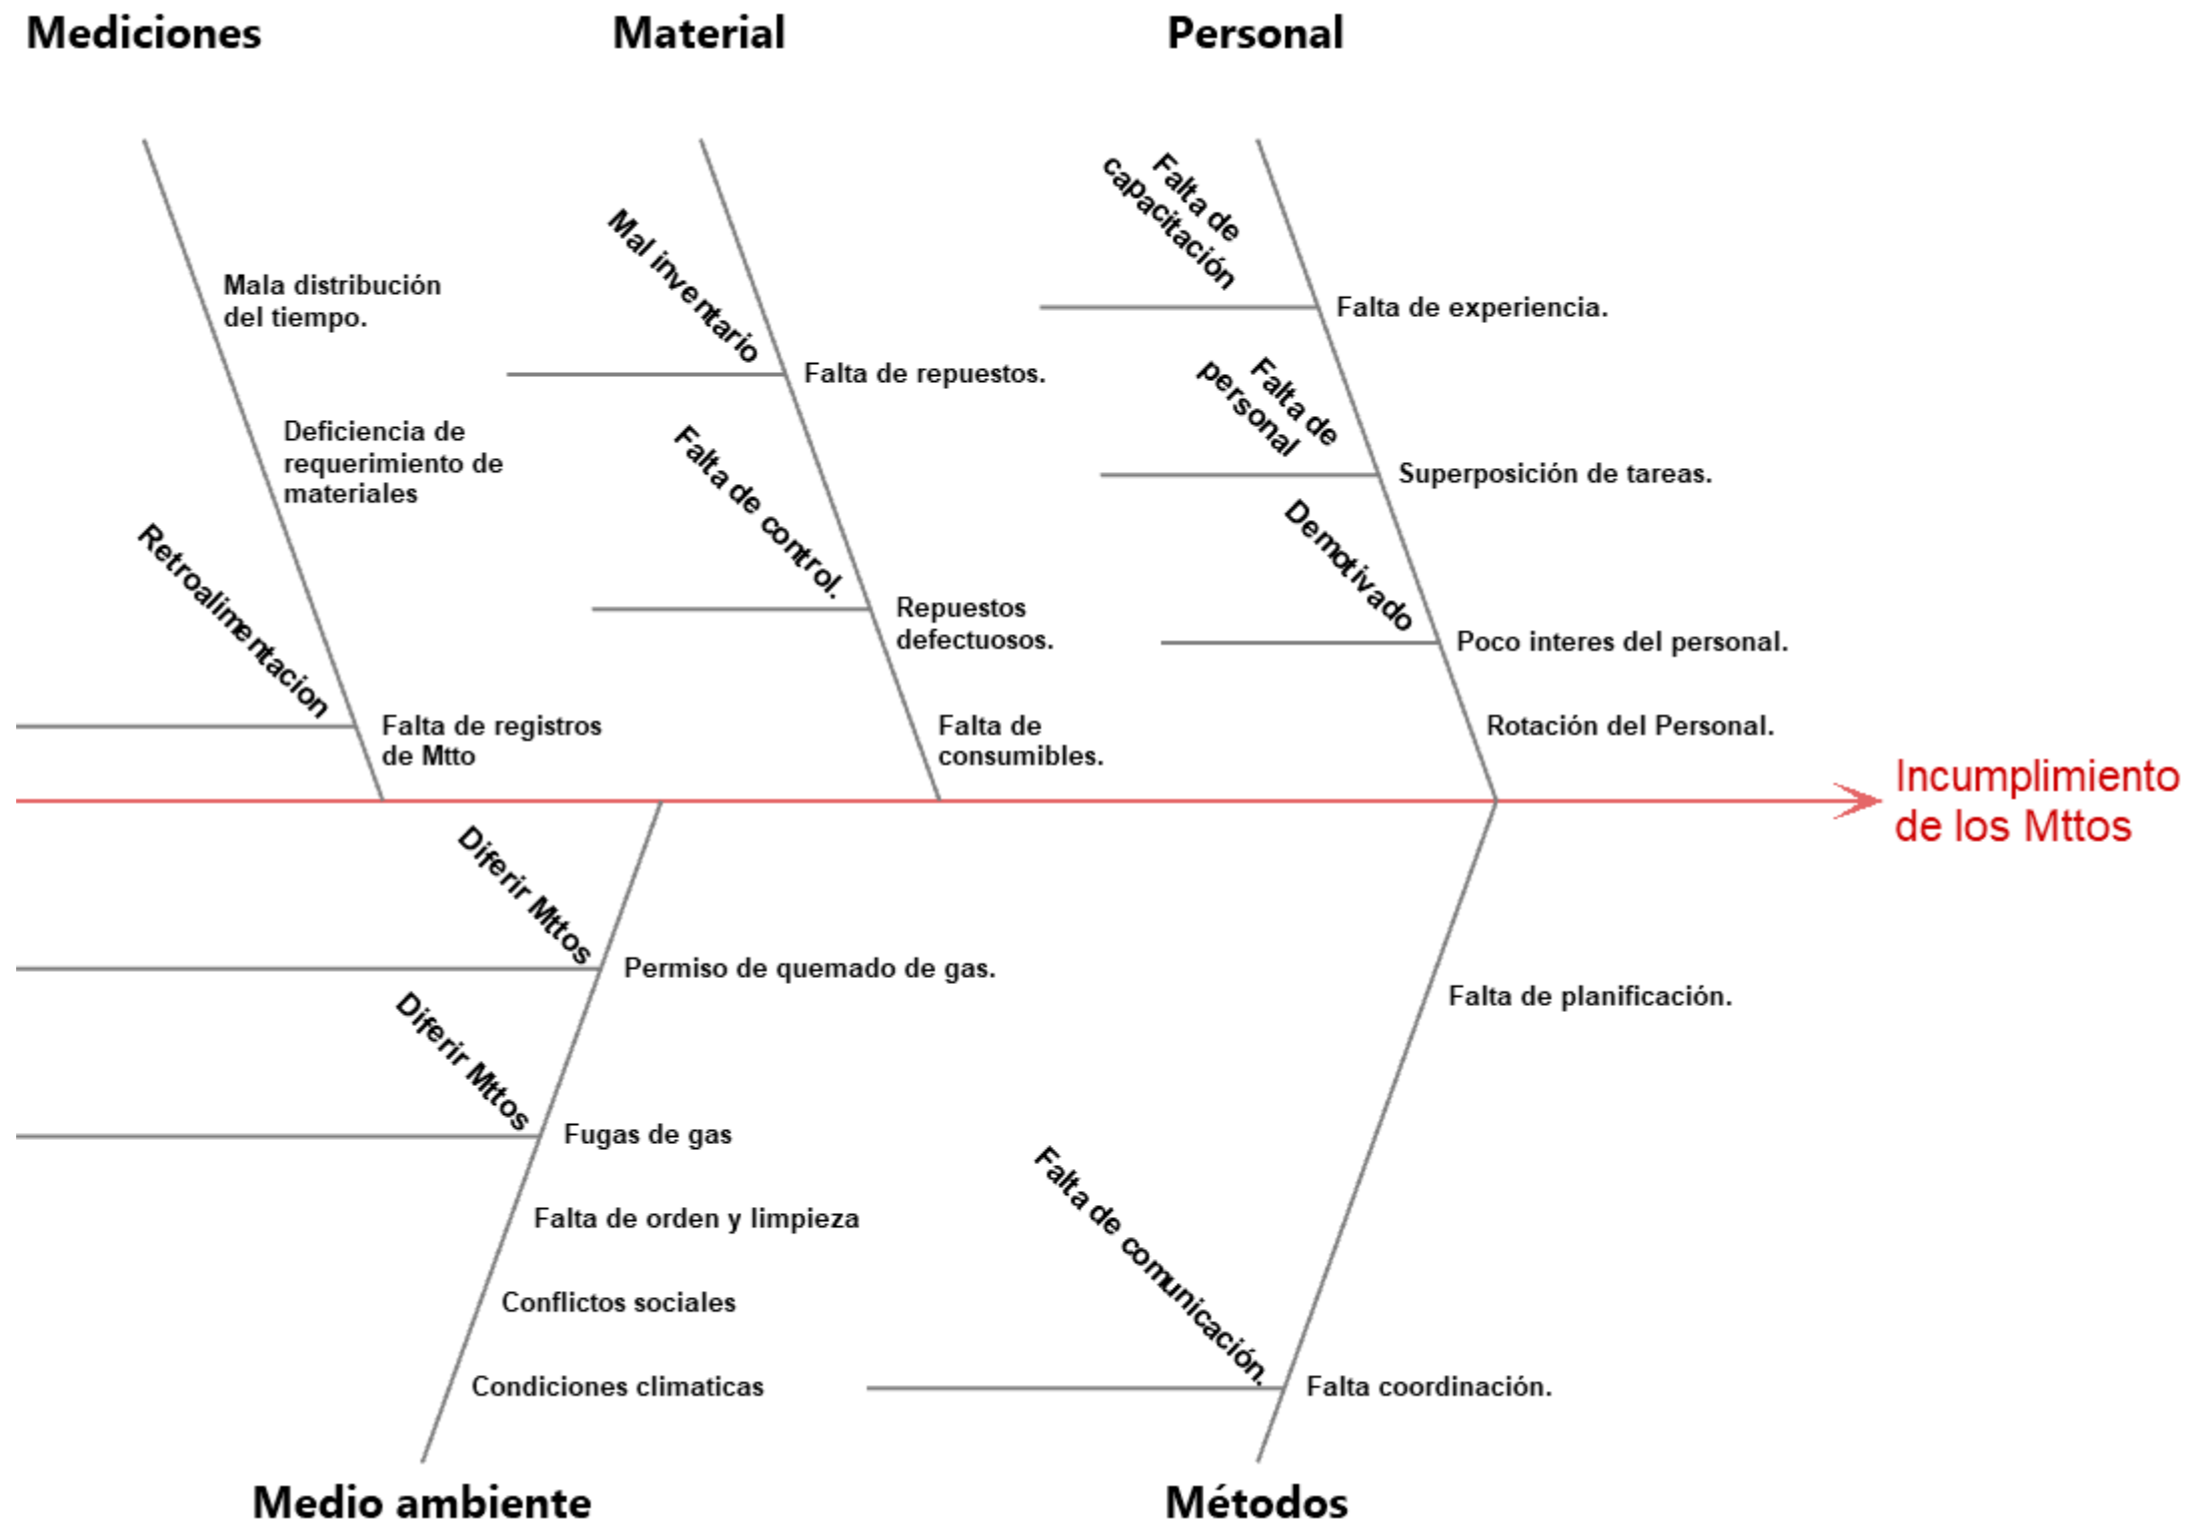 Mediciones
Material
Personal
Mala distribución
del tiempo.
Deficiencia de
requerimiento de
materiales
Retroalimentacion
Falta de registros
de Mtto
Mal inventario
Falta de repuestos.
Falta de control.
Repuestos
defectuosos.
Falta de
consumibles.
Falta de
capacitación
Falta de experiencia.
Falta de
personal
Superposición de tareas.
Demotivado
Poco interes del personal.
Rotación del Personal.
Incumplimiento
de los Mttos
Diferir Mttos
Permiso de quemado de gas.
Diferir Mttos
Fugas de gas
Falta de orden y limpieza
Conflictos sociales
Condiciones climaticas
Falta de planificación.
Falta de comunicación.
Falta coordinación.
Medio ambiente
Métodos